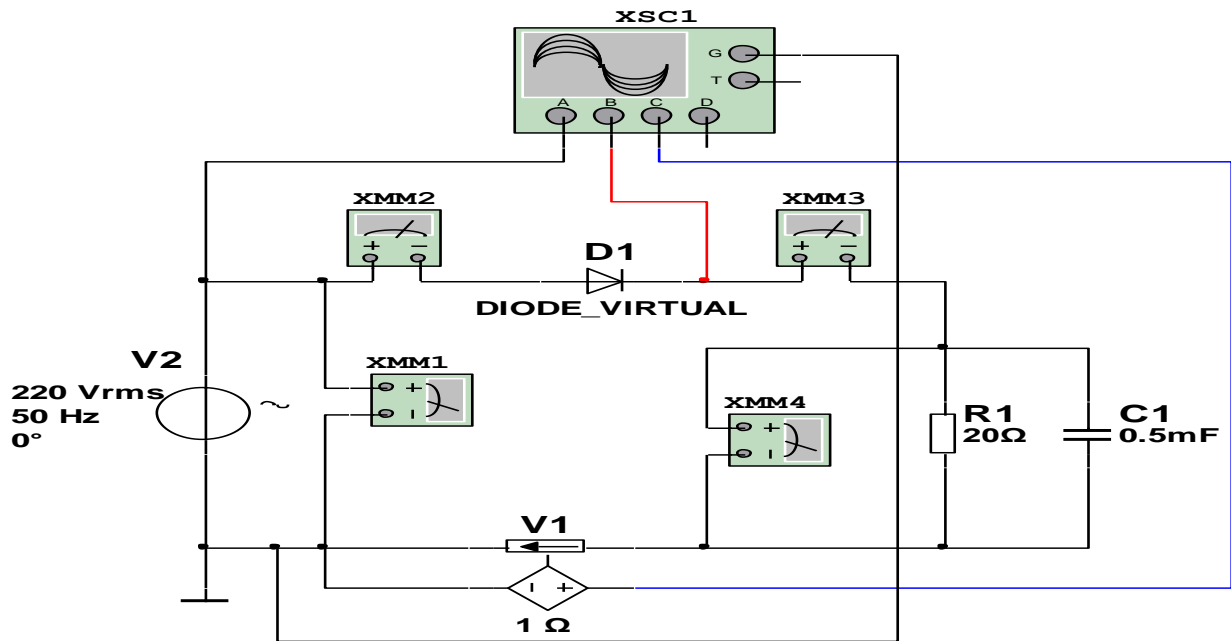 XSC1
G
T
A B C D
XMM2
+ −
XMM3
+ −
D1
DIODE_VIRTUAL
V2
220 Vrms
50 Hz
0°
~
XMM1
+
−
XMM4
+
−
R1
20Ω
C1
0.5mF
V1
− +
1 Ω